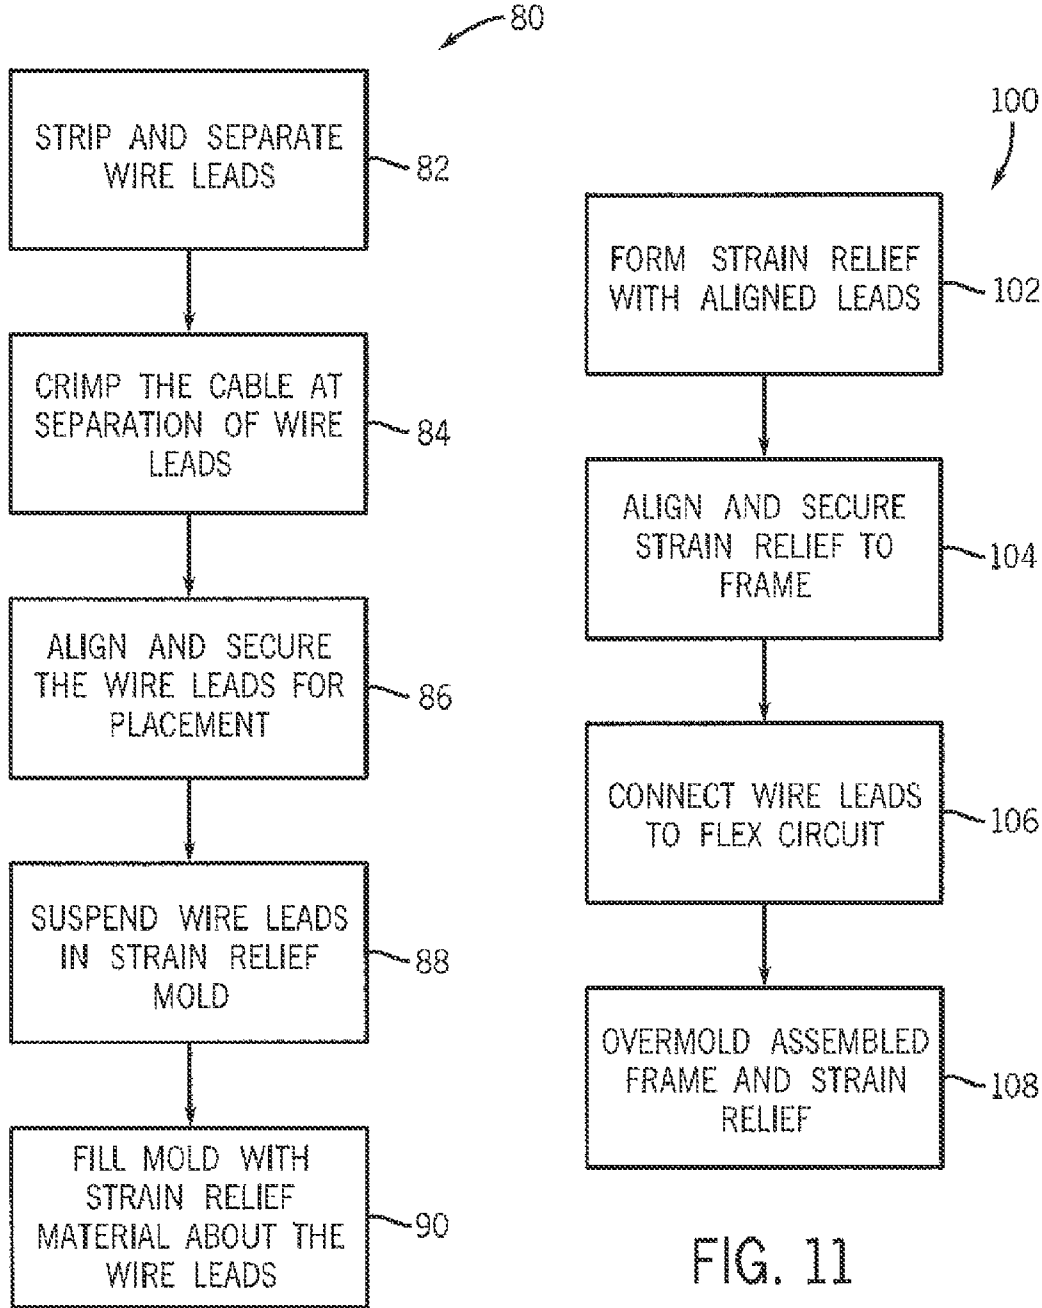 80
STRIP AND SEPARATE
WIRE LEADS
82
CRIMP THE CABLE AT
SEPARATION OF WIRE
LEADS
84
ALIGN AND SECURE
THE WIRE LEADS FOR
PLACEMENT
86
SUSPEND WIRE LEADS
IN STRAIN RELIEF
MOLD
88
FILL MOLD WITH
STRAIN RELIEF
MATERIAL ABOUT THE
WIRE LEADS
90
100
FORM STRAIN RELIEF
WITH ALIGNED LEADS
102
ALIGN AND SECURE
STRAIN RELIEF TO
FRAME
104
CONNECT WIRE LEADS
TO FLEX CIRCUIT
106
OVERMOLD ASSEMBLED
FRAME AND STRAIN
RELIEF
108
FIG. 11